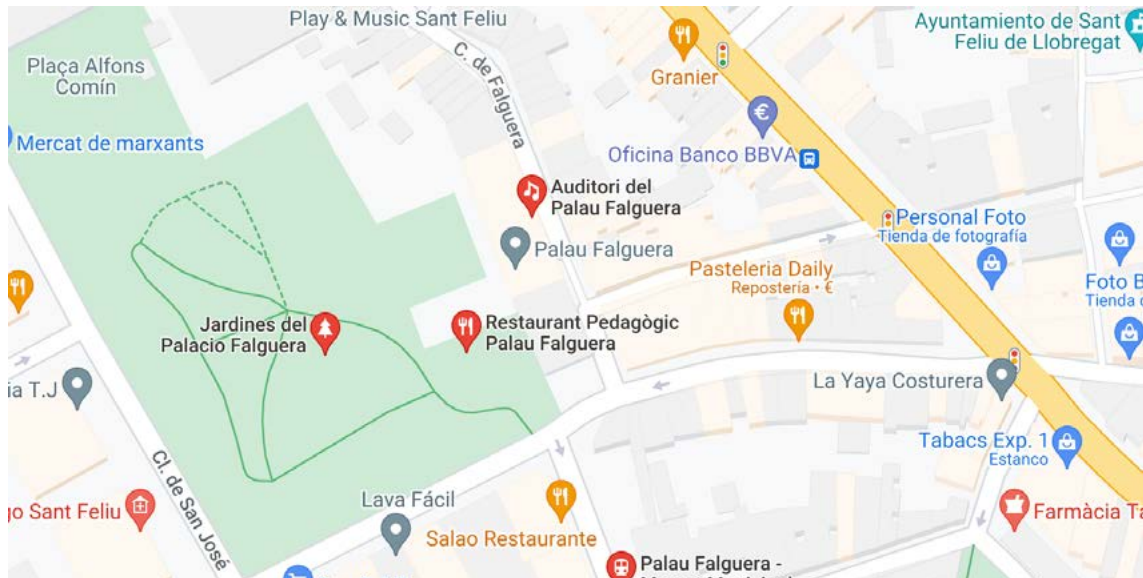 Play & Music Sant Feliu
Ayuntamiento de Sant
Feliu de Llobregat
Plaça Alfons
Comín
C. de Falguera
Granier
Mercat de marxants
€
Oficina Banco BBVA
Auditori del
Palau Falguera
Personal Foto
Tienda de fotografía
Palau Falguera
Pasteleria Daily
Repostería · €
Foto B
Tienda
Jardines del
Palacio Falguera
Restaurant Pedagògic
Palau Falguera
ia T.J
La Yaya Costurera
Tabacs Exp. 1
Estanco
Cl. de San José
Lava Fácil
go Sant Feliu
Farmàcia Ta
Salao Restaurante
Palau Falguera -